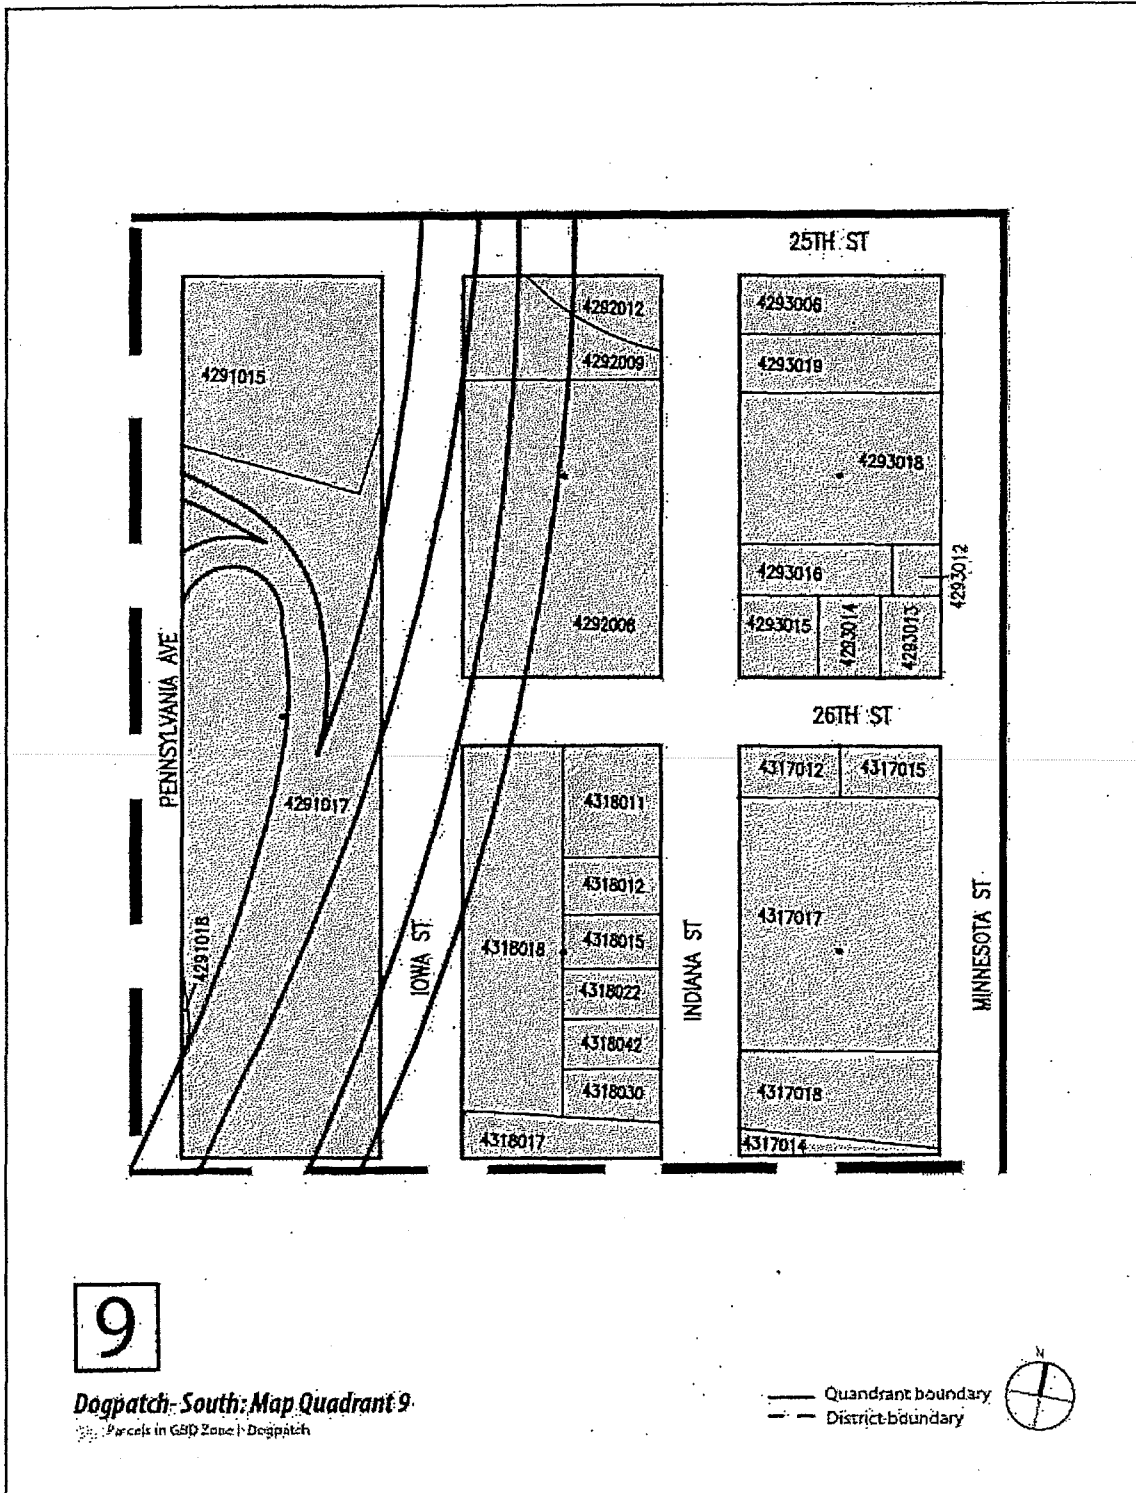 25TH ST
4292012
4293006
4292009
4293019
4291015
4293018
4293016
4293012
4292006
4293015
4293014
4293013
PENNSYLVANIA AVE
26TH ST
4317012
4317015
4291017
4318011
4318012
4317017
4291018
IOWA ST
4318018
4318015
INDIANA ST
MINNESOTA ST
4318022
4318042
4318030
4317018
4318017
4317014
9
Dogpatch-South: Map Quadrant 9
Parcels in GBD Zone | Dogpatch
N
Quandrant boundary
District boundary